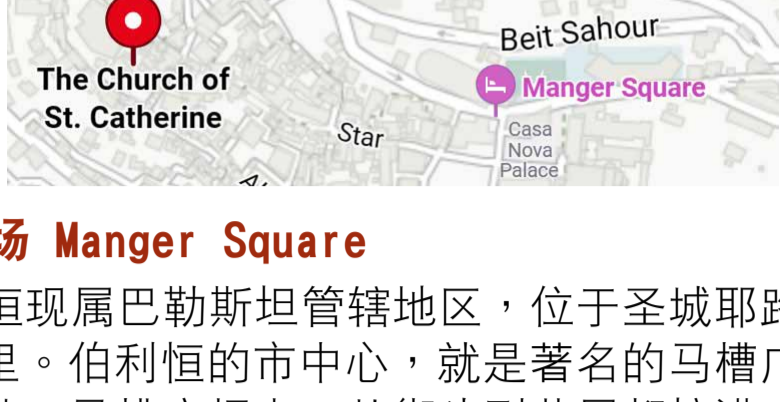 Beit Sahour
The Church of
St. Catherine
Manger Square
Star
Casa
Nova
Palace
场 Manger Square
恒现属巴勒斯坦管辖地区，位于圣城耶路
里。伯利恒的市中心，就是著名的马槽广